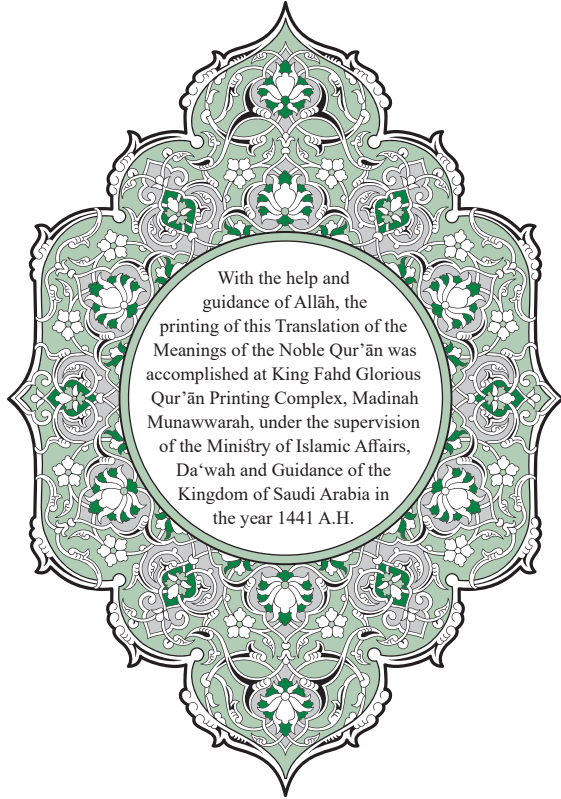 With the help and
guidance of Allāh, the
printing of this Translation of the
Meanings of the Noble Qur’ān was
accomplished at King Fahd Glorious
Qur’ān Printing Complex, Madinah
Munawwarah, under the supervision
of the Ministry of Islamic Affairs,
Da‘wah and Guidance of the
Kingdom of Saudi Arabia in
the year 1441 A.H.